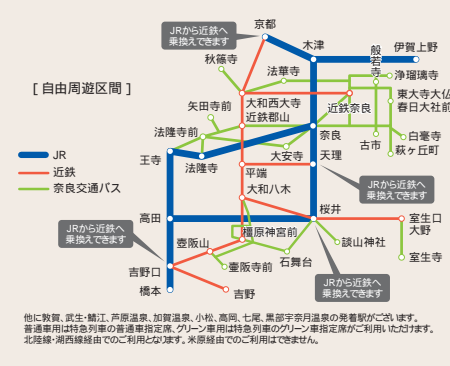 JRから近鉄へ
乗換えできます
京都
木津
伊賀上野
般若寺
秋篠寺
法華寺
浄瑠璃寺
[ 自由周遊区間 ]
東大寺大仏
春日大社前
大和西大寺
近鉄奈良
矢田寺前
近鉄郡山
法隆寺前
奈良
白毫寺
JR
近鉄
奈良交通バス
王寺
法隆寺
大安寺
古市
萩ヶ丘町
天理
平端
大和八木
JRから近鉄へ
乗換えできます
高田
桜井
室生口
大野
JRから近鉄へ
乗換えできます
橿原神宮前
壺阪山
談山神社
吉野口
壺阪寺前
石舞台
室生寺
橋本
吉野
JRから近鉄へ
乗換えできます
他に敦賀、武生・鯖江、芦原温泉、加賀温泉、小松、高岡、七尾、黒部宇奈月温泉の発着駅がございます。
普通車用は特急列車の普通車指定席、グリーン車用は特急列車のグリーン車指定席がご利用いただけます。
北陸線・湖西線経由でのご利用となります。米原経由でのご利用はできません。